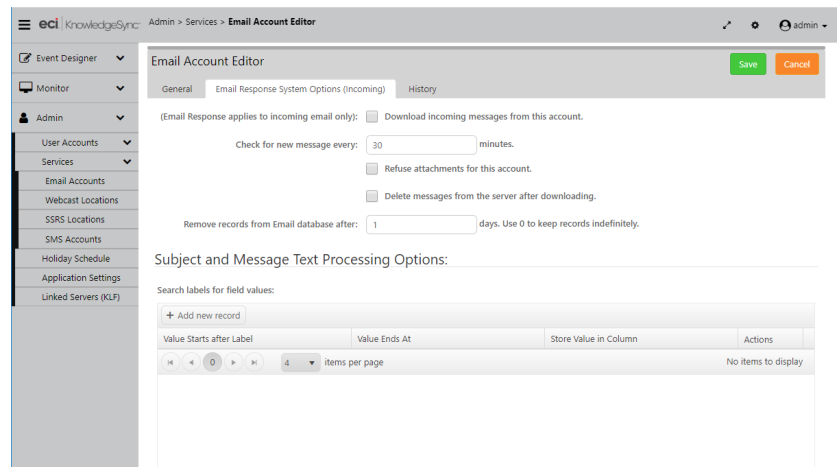 eci KnowledgeSync
Admin > Services > Email Account Editor
admin
Event Designer
Monitor
Admin
User Accounts
Services
Email Accounts
Webcast Locations
SSRS Locations
SMS Accounts
Holiday Schedule
Application Settings
Linked Servers (KLF)
Email Account Editor
Save
Cancel
General
Email Response System Options (Incoming)
History
(Email Response applies to incoming email only): Download incoming messages from this account.
Check for new message every: 30 minutes.
Refuse attachments for this account.
Delete messages from the server after downloading.
Remove records from Email database after: 1 days. Use 0 to keep records indefinitely.
Subject and Message Text Processing Options:
Search labels for field values:
+ Add new record
Value Starts after Label Value Ends At Store Value in Column Actions
0 4 items per page No items to display